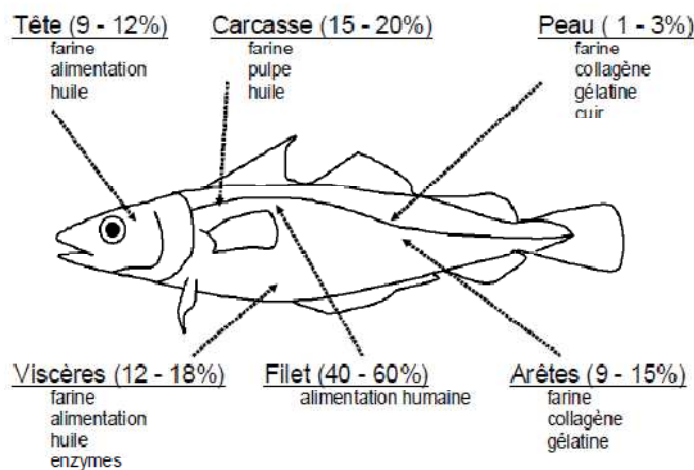 Tête (9 - 12%)
farine
alimentation
huile
Carcasse (15 - 20%)
farine
pulpe
huile
Peau ( 1 - 3%)
farine
collagène
gélatine
cuir
Viscères (12 - 18%)
farine
alimentation
huile
enzymes
Filet (40 - 60%)
alimentation humaine
Arêtes (9 - 15%)
farine
collagène
gélatine